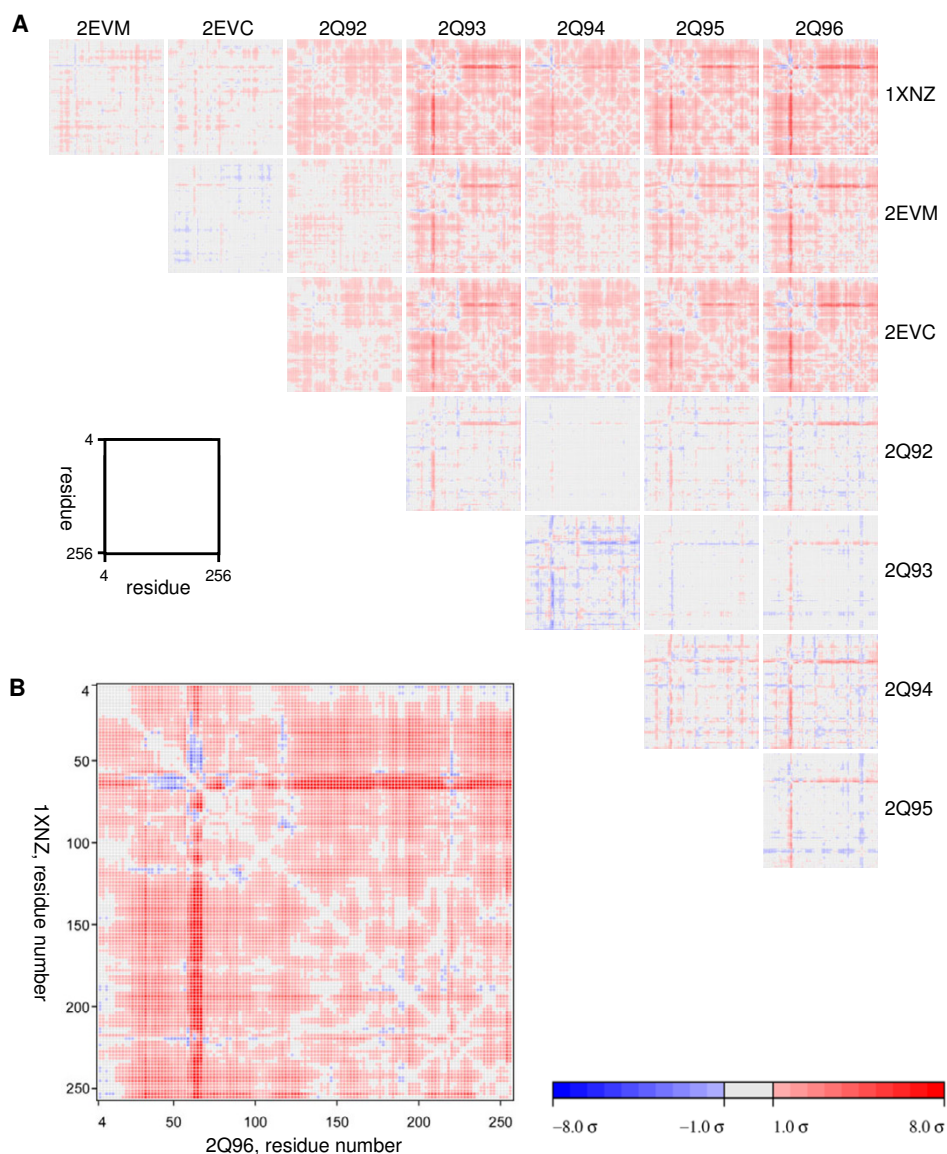 A
2EVM 2EVC 2Q92 2Q93 2Q94 2Q95 2Q96
1XNZ
2EVM
2EVC
2Q92
4
residue
256
4 256
residue
2Q93
2Q94
B
4
50
100
150
200
250
1XNZ, residue number
2Q95
4 50 100 150 200 250
2Q96, residue number
−8.0 σ −1.0 σ 1.0 σ 8.0 σ